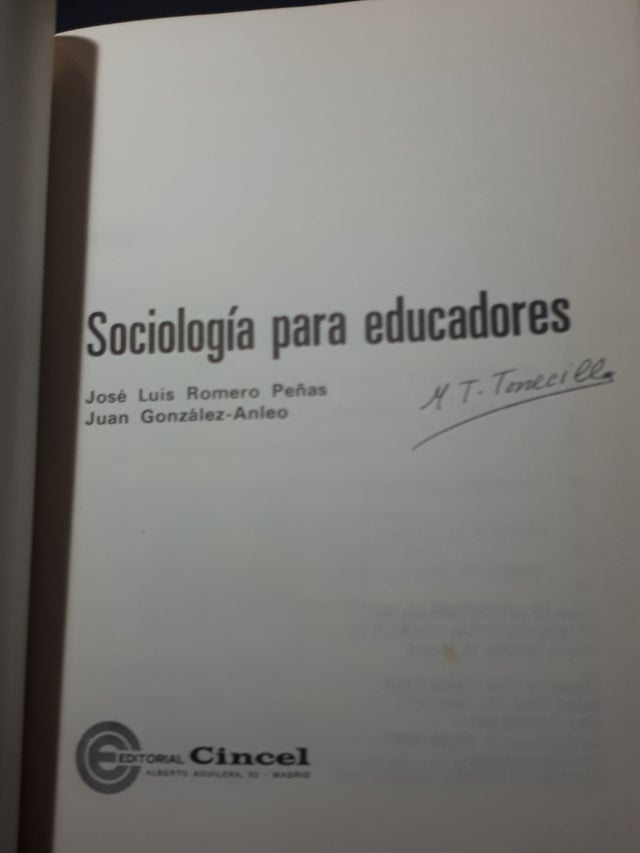 Sociología para educadores
José Luis Romero Peñas
Juan González-Anleo
M T. Torrecilla
EDITORIAL Cincel
ALBERTO AGUILERA, 32 - MADRID